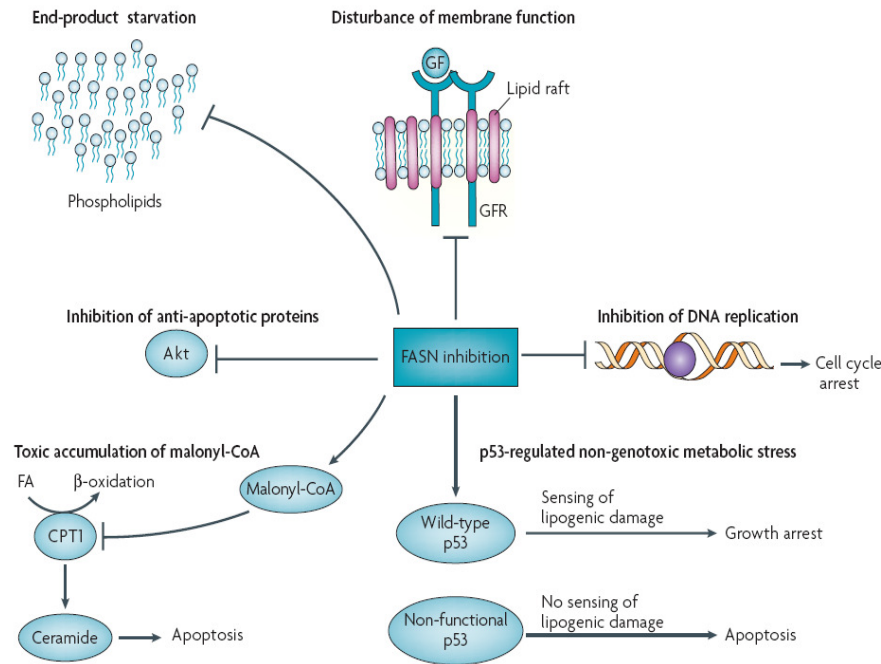 End-product starvation
Phospholipids
Disturbance of membrane function
GF
Lipid raft
GFR
Inhibition of anti-apoptotic proteins
Akt
FASN inhibition
Inhibition of DNA replication
Cell cycle
arrest
Toxic accumulation of malonyl-CoA
FA
β-oxidation
Malonyl-CoA
CPT1
Ceramide
Apoptosis
p53-regulated non-genotoxic metabolic stress
Wild-type
p53
Sensing of
lipogenic damage
Growth arrest
Non-functional
p53
No sensing of
lipogenic damage
Apoptosis